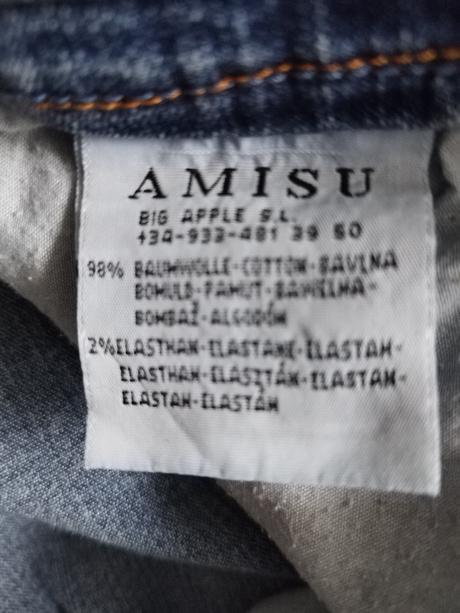 AMISU
BIG APPLE S.L.
+34-933-481 39 50
98% BAUMWOLLE-COTTON-BAVLNA
BOMULD-PAMUT-BAWEŁNA-
BOMBAŽ-ALGODÓN
2%ELASTHAN-ELASTANE-ELASTAN-
ELASTHAN-ELASZTÁN-ELASTAN-
ELASTAN-ELASTÁN